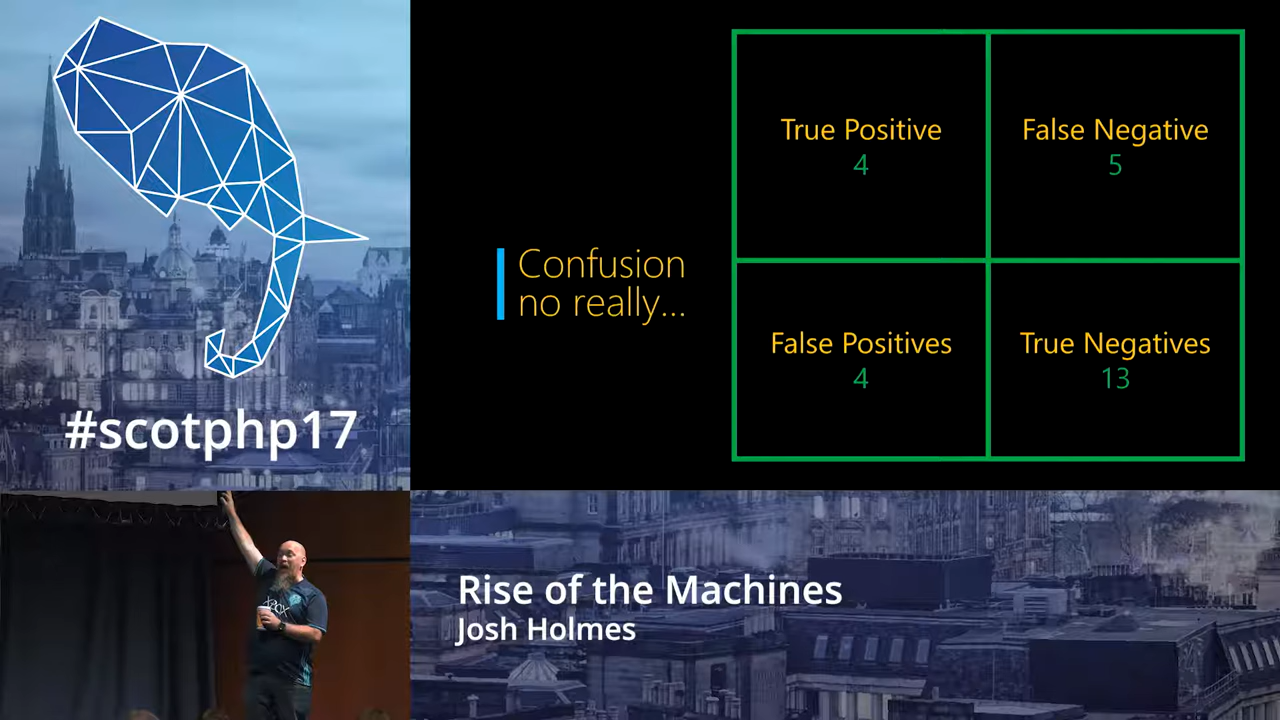 #scotphp17
Confusion
no really...
True Positive
4
False Negative
5
False Positives
4
True Negatives
13
XBOX
Rise of the Machines
Josh Holmes